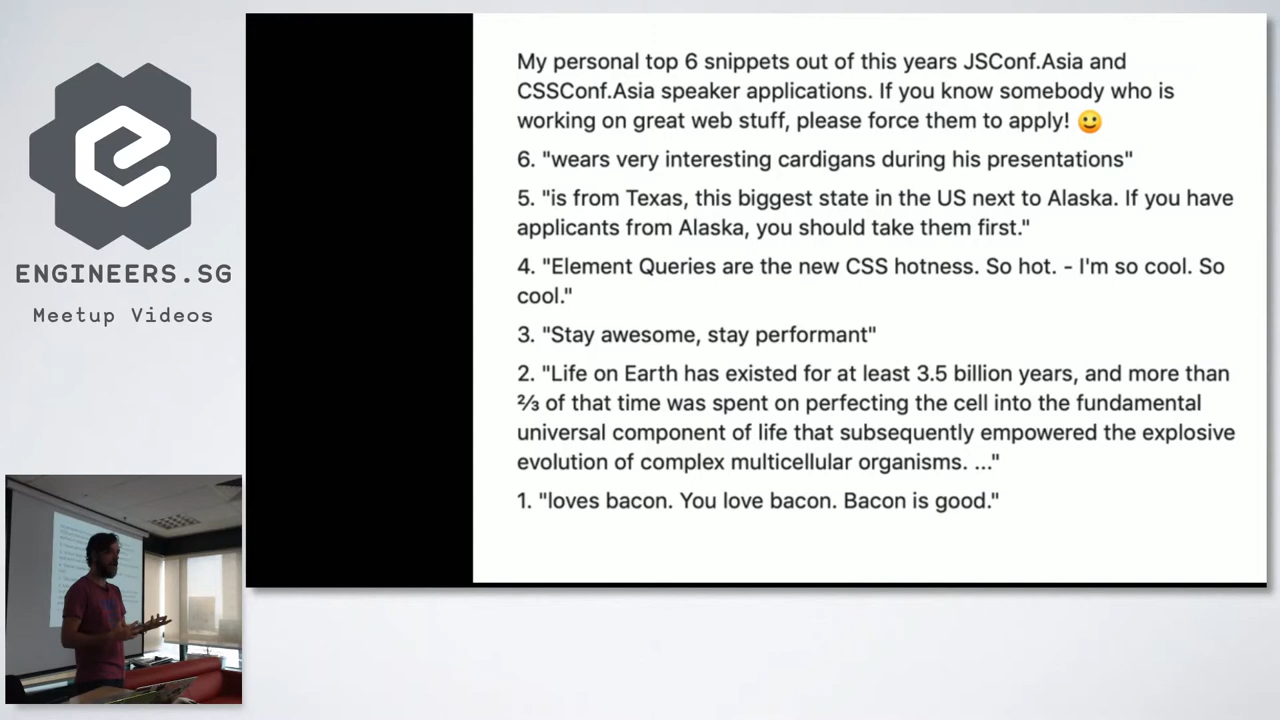 ENGINEERS.SG
Meetup Videos
My personal top 6 snippets out of this years JSConf.Asia and
CSSConf.Asia speaker applications. If you know somebody who is
working on great web stuff, please force them to apply! 😀
6. "wears very interesting cardigans during his presentations"
5. "is from Texas, this biggest state in the US next to Alaska. If you have
applicants from Alaska, you should take them first."
4. "Element Queries are the new CSS hotness. So hot. - I'm so cool. So
cool."
3. "Stay awesome, stay performant"
2. "Life on Earth has existed for at least 3.5 billion years, and more than
⅔ of that time was spent on perfecting the cell into the fundamental
universal component of life that subsequently empowered the explosive
evolution of complex multicellular organisms. ..."
1. "loves bacon. You love bacon. Bacon is good."